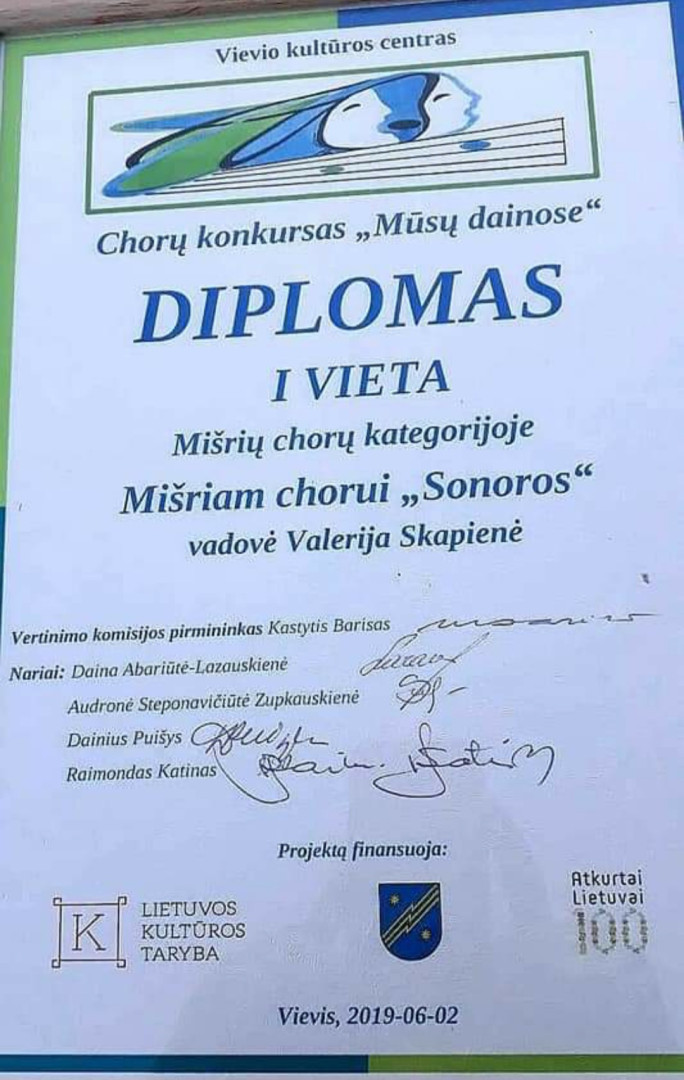 Vievio kultūros centras
Chorų konkursas „Mūsų dainose“
DIPLOMAS
I VIETA
Mišrių chorų kategorijoje
Mišriam chorui „Sonoros“
vadovė Valerija Skapienė
Vertinimo komisijos pirmininkas Kastytis Barisas
Nariai: Daina Abariūtė-Lazauskienė
Audronė Steponavičiūtė Zupkauskienė
Dainius Puišys
Raimondas Katinas
Projektą finansuoja:
K
LIETUVOS
KULTŪROS
TARYBA
Atkurtai
Lietuvai
100
Vievis, 2019-06-02